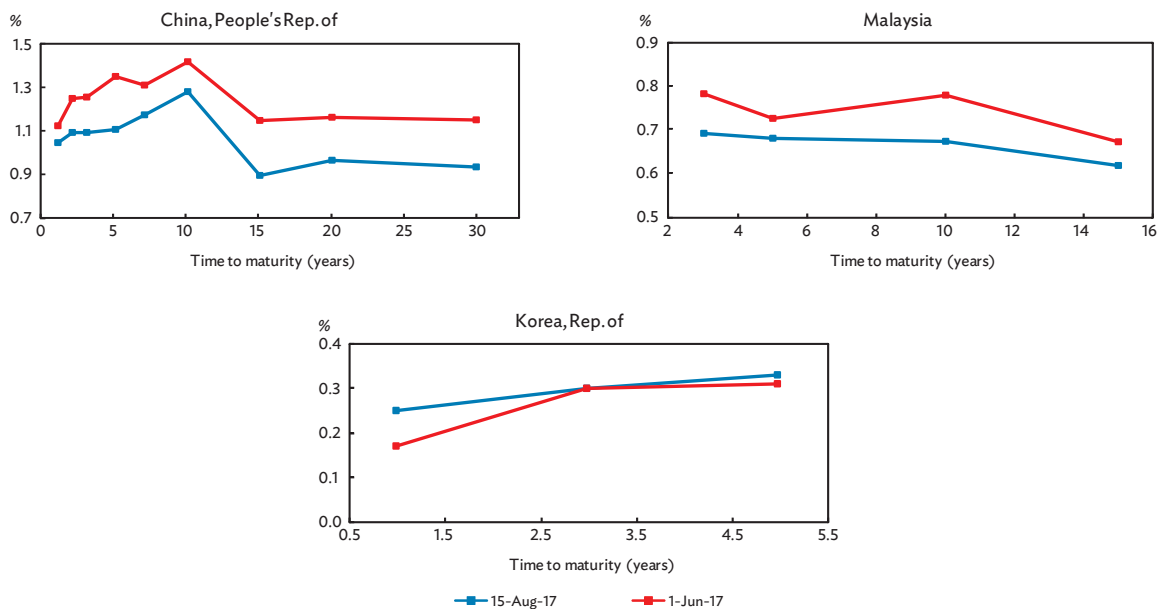 China, People's Rep. of
%
1.5
1.3
1.1
0.9
0.7
0 5 10 15 20 25 30
Time to maturity (years)
Malaysia
%
0.9
0.8
0.7
0.6
0.5
2 4 6 8 10 12 14 16
Time to maturity (years)
Korea, Rep. of
%
0.4
0.3
0.2
0.1
0.0
0.5 1.5 2.5 3.5 4.5 5.5
Time to maturity (years)
15-Aug-17 1-Jun-17